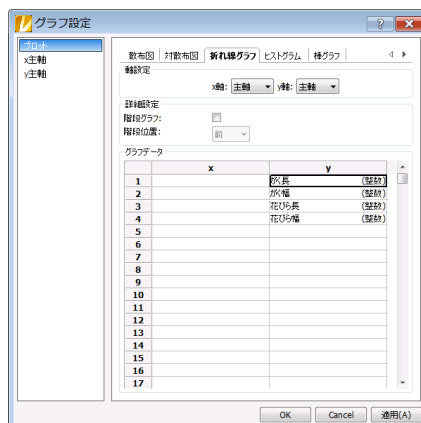 グラフ設定
プロット
x主軸
y主軸
散布図 対散布図 折れ線グラフ ヒストグラム 棒グラフ
軸設定
x軸: 主軸 y軸: 主軸
詳細設定
階段グラフ:
階段位置: 前
グラフデータ
x y
1 がく長 (整数)
2 がく幅 (整数)
3 花びら長 (整数)
4 花びら幅 (整数)
5
6
7
8
9
10
11
12
13
14
15
16
17
OK Cancel 適用(A)